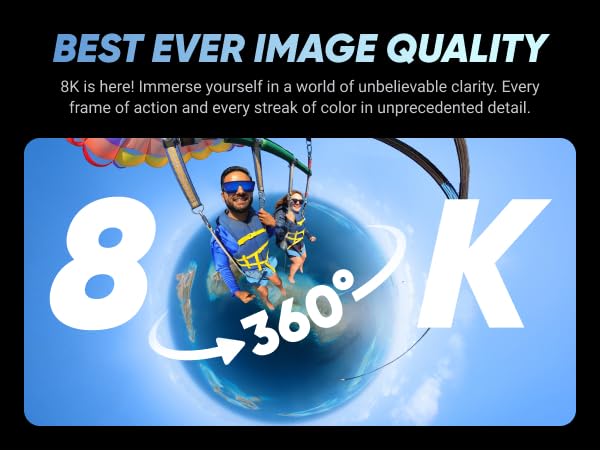 BEST EVER IMAGE QUALITY
8K is here! Immerse yourself in a world of unbelievable clarity. Every
frame of action and every streak of color in unprecedented detail.
8 K
360°